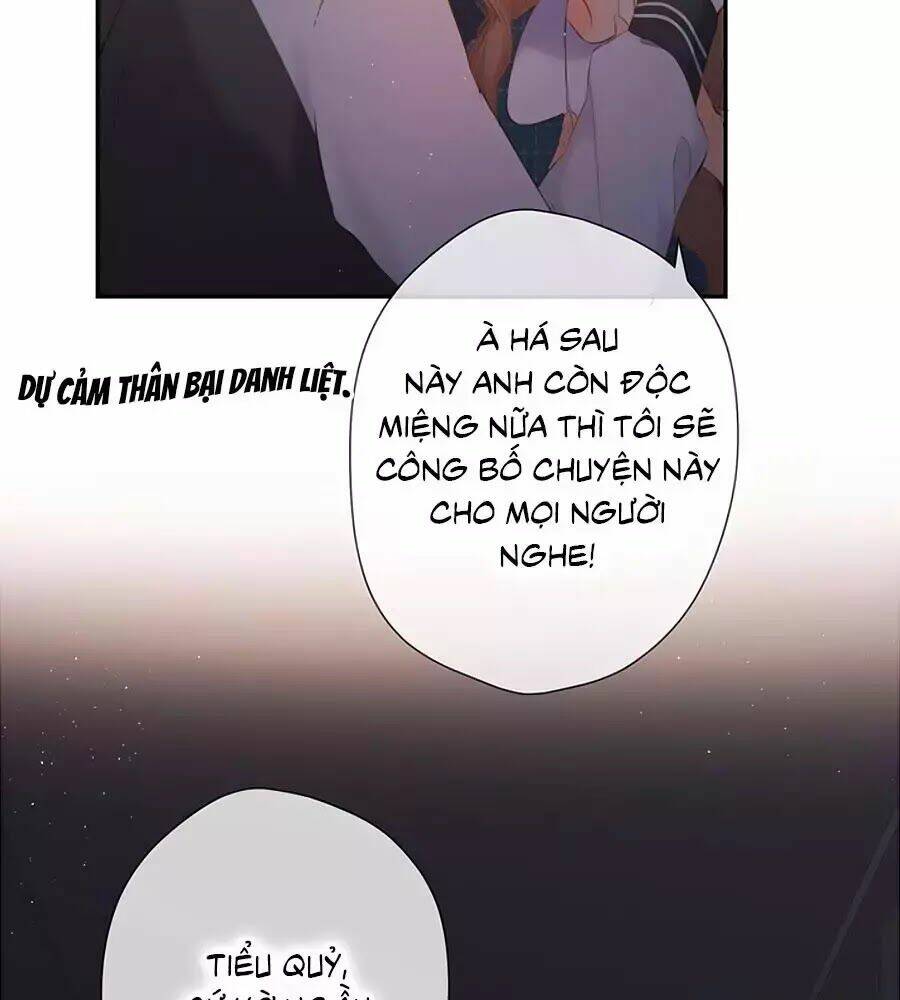 DỰ CẢM THÂN BẠI DANH LIỆT.
À HÁ SAU
NÀY ANH CÒN ĐỘC
MIỆNG NỮA THÌ TÔI SẼ
CÔNG BỐ CHUYỆN NÀY
CHO MỌI NGƯỜI
NGHE!
TIỂU QUỶ,